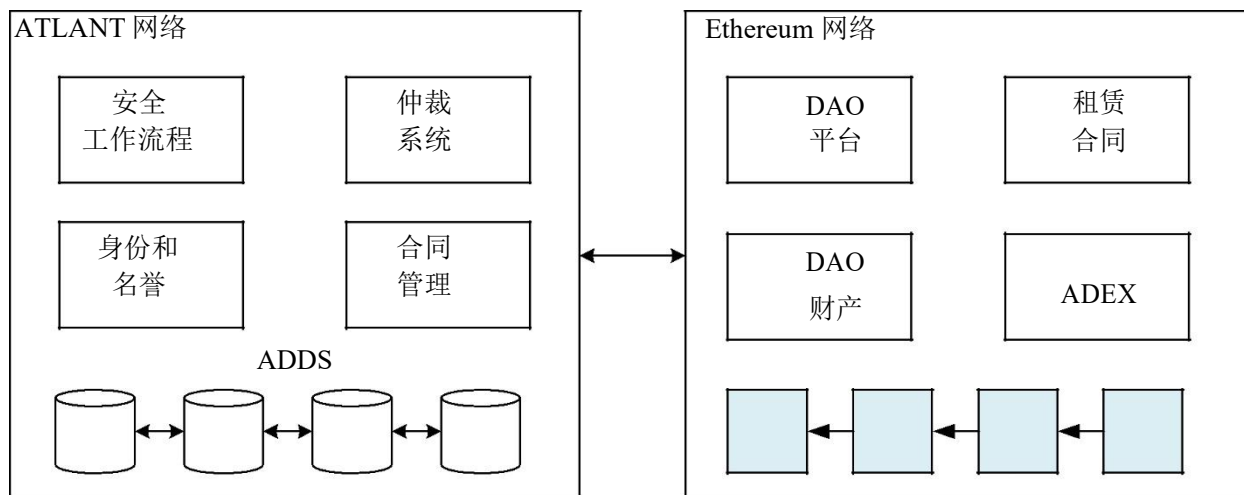 ATLANT 网络
安全
工作流程
仲裁
系统
身份和
名誉
合同
管理
ADDS
Ethereum 网络
DAO
平台
租赁
合同
DAO
财产
ADEX